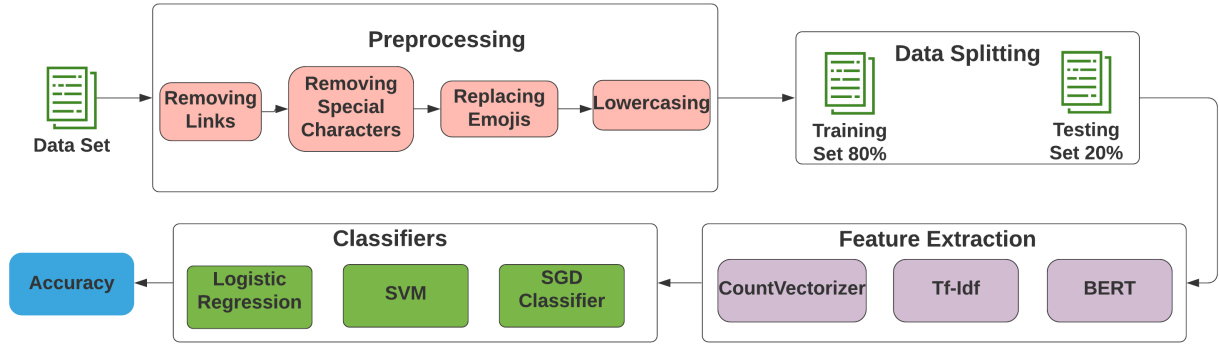 Preprocessing
Data Set
Removing
Links
Removing
Special
Characters
Replacing
Emojis
Lowercasing
Data Splitting
Training
Set 80%
Testing
Set 20%
Feature Extraction
CountVectorizer
Tf-Idf
BERT
Classifiers
Logistic
Regression
SVM
SGD
Classifier
Accuracy